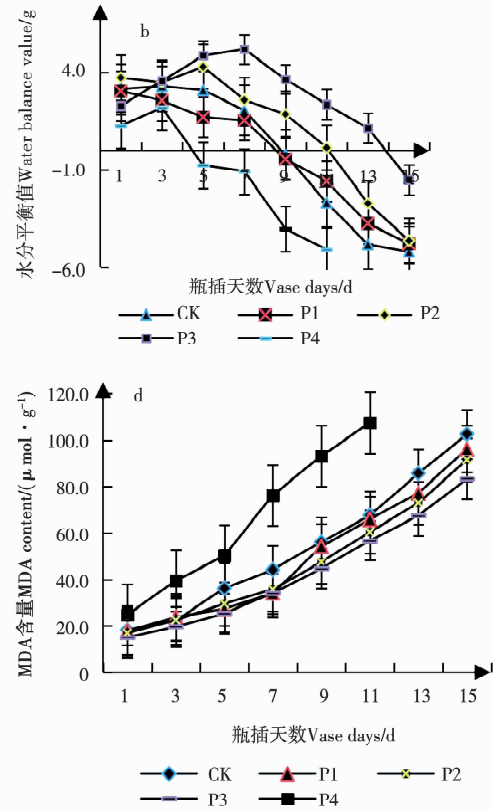 b
水分平衡值Water balance value/g
4.0
-1.0
-6.0
1 3 5 7 9 11 13 15
瓶插天数Vase days/d
CK P1 P2
P3 P4
d
MDA含量MDA content/(μ mol·g⁻¹)
120.0
100.0
80.0
60.0
40.0
20.0
0
1 3 5 7 9 11 13 15
瓶插天数Vase days/d
CK P1 P2
P3 P4